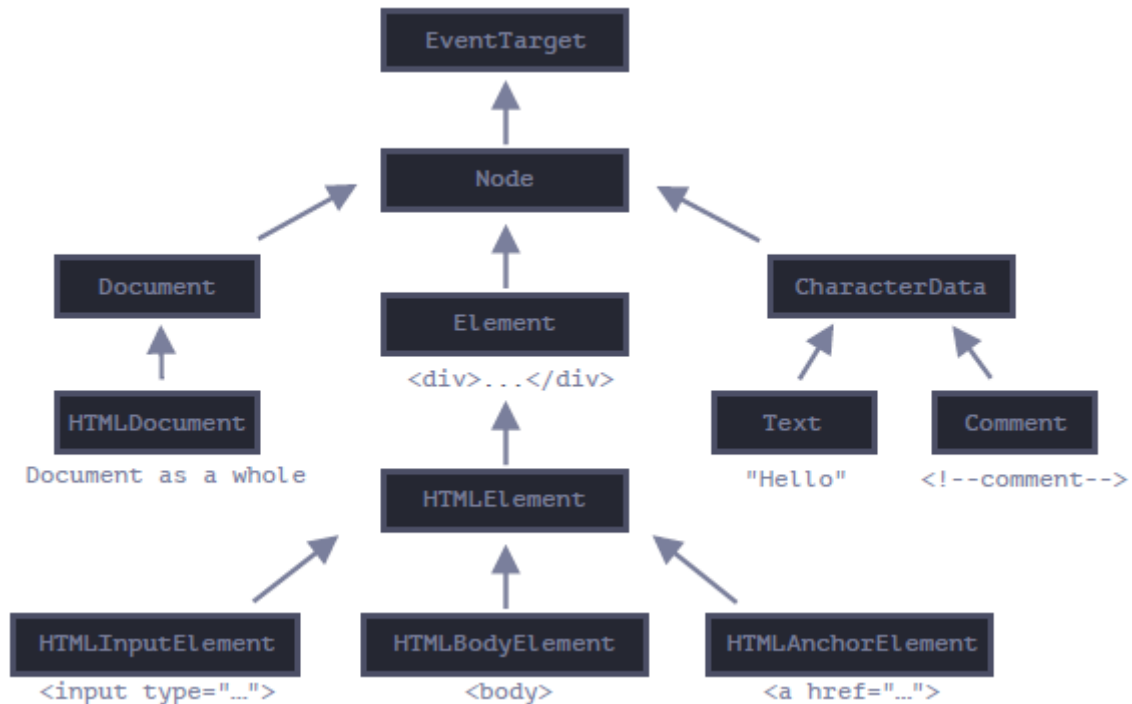 EventTarget
Node
Document
CharacterData
Element
<div>...</div>
HTMLDocument
Text
Comment
Document as a whole
"Hello"
<!--comment-->
HTMLElement
HTMLInputElement
HTMLBodyElement
HTMLAnchorElement
<input type="…">
<body>
<a href="…">